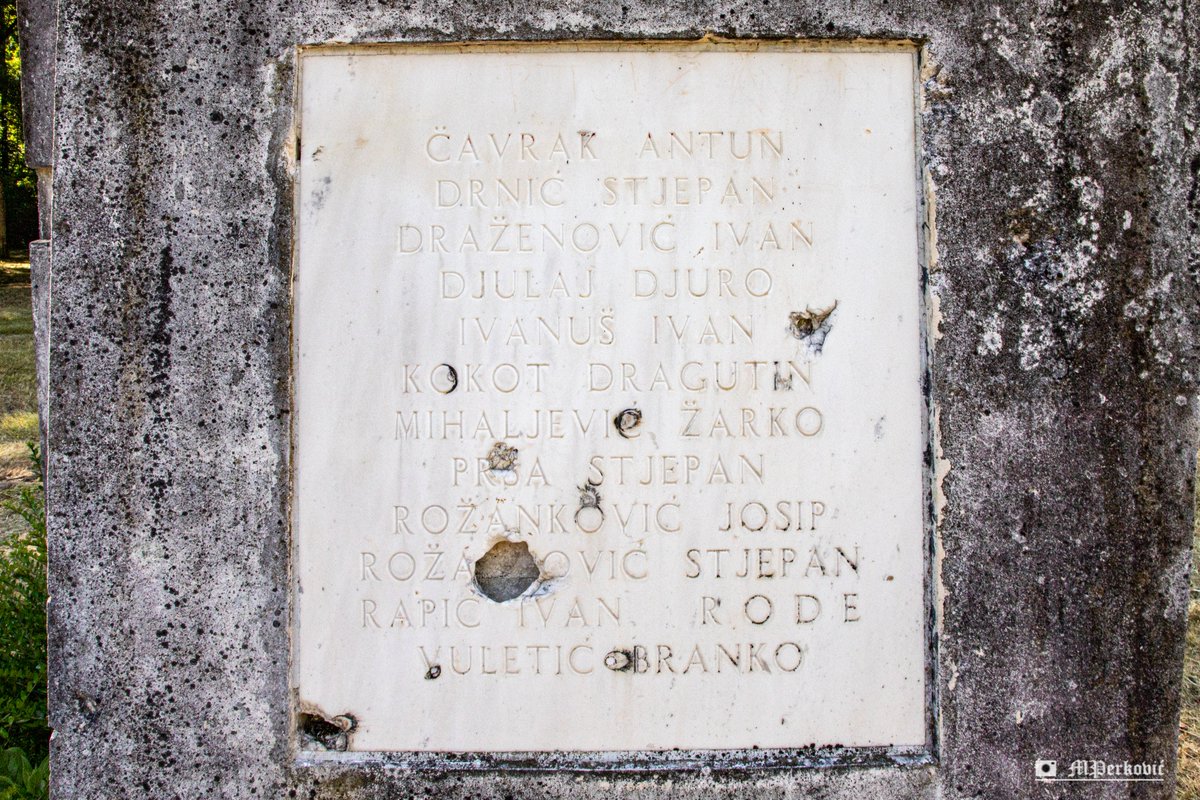 ČAVRAK ANTUN
DRNIĆ STJEPAN
DRAŽENOVIĆ IVAN
DJULAJ DJURO
IVANUŠ IVAN
KOKOT DRAGUTIN
MIHALJEVIĆ ŽARKO
PRŠA STJEPAN
ROŽANKOVIĆ JOSIP
ROŽANKOVIĆ STJEPAN
RAPIĆ IVAN RODE
VULETIĆ BRANKO
MPerković